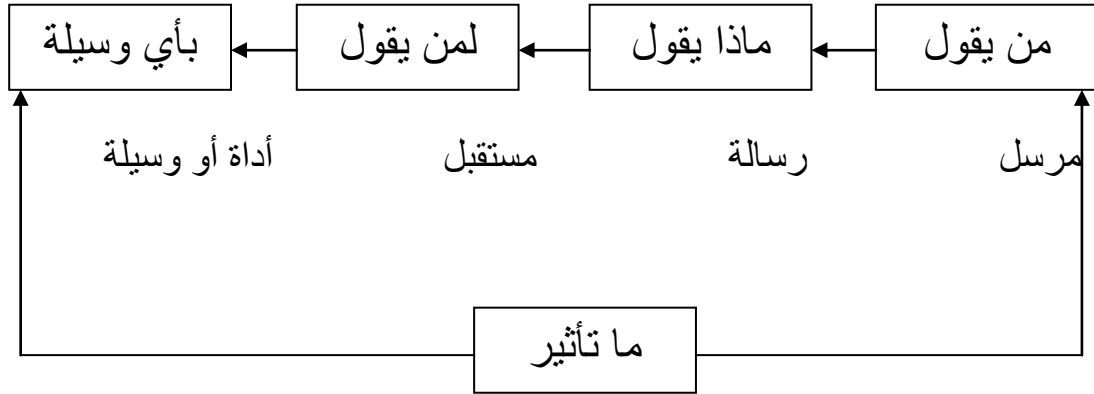 من يقول
ماذا يقول
لمن يقول
بأي وسيلة
مرسل
رسالة
مستقبل
أداة أو وسيلة
ما تأثير